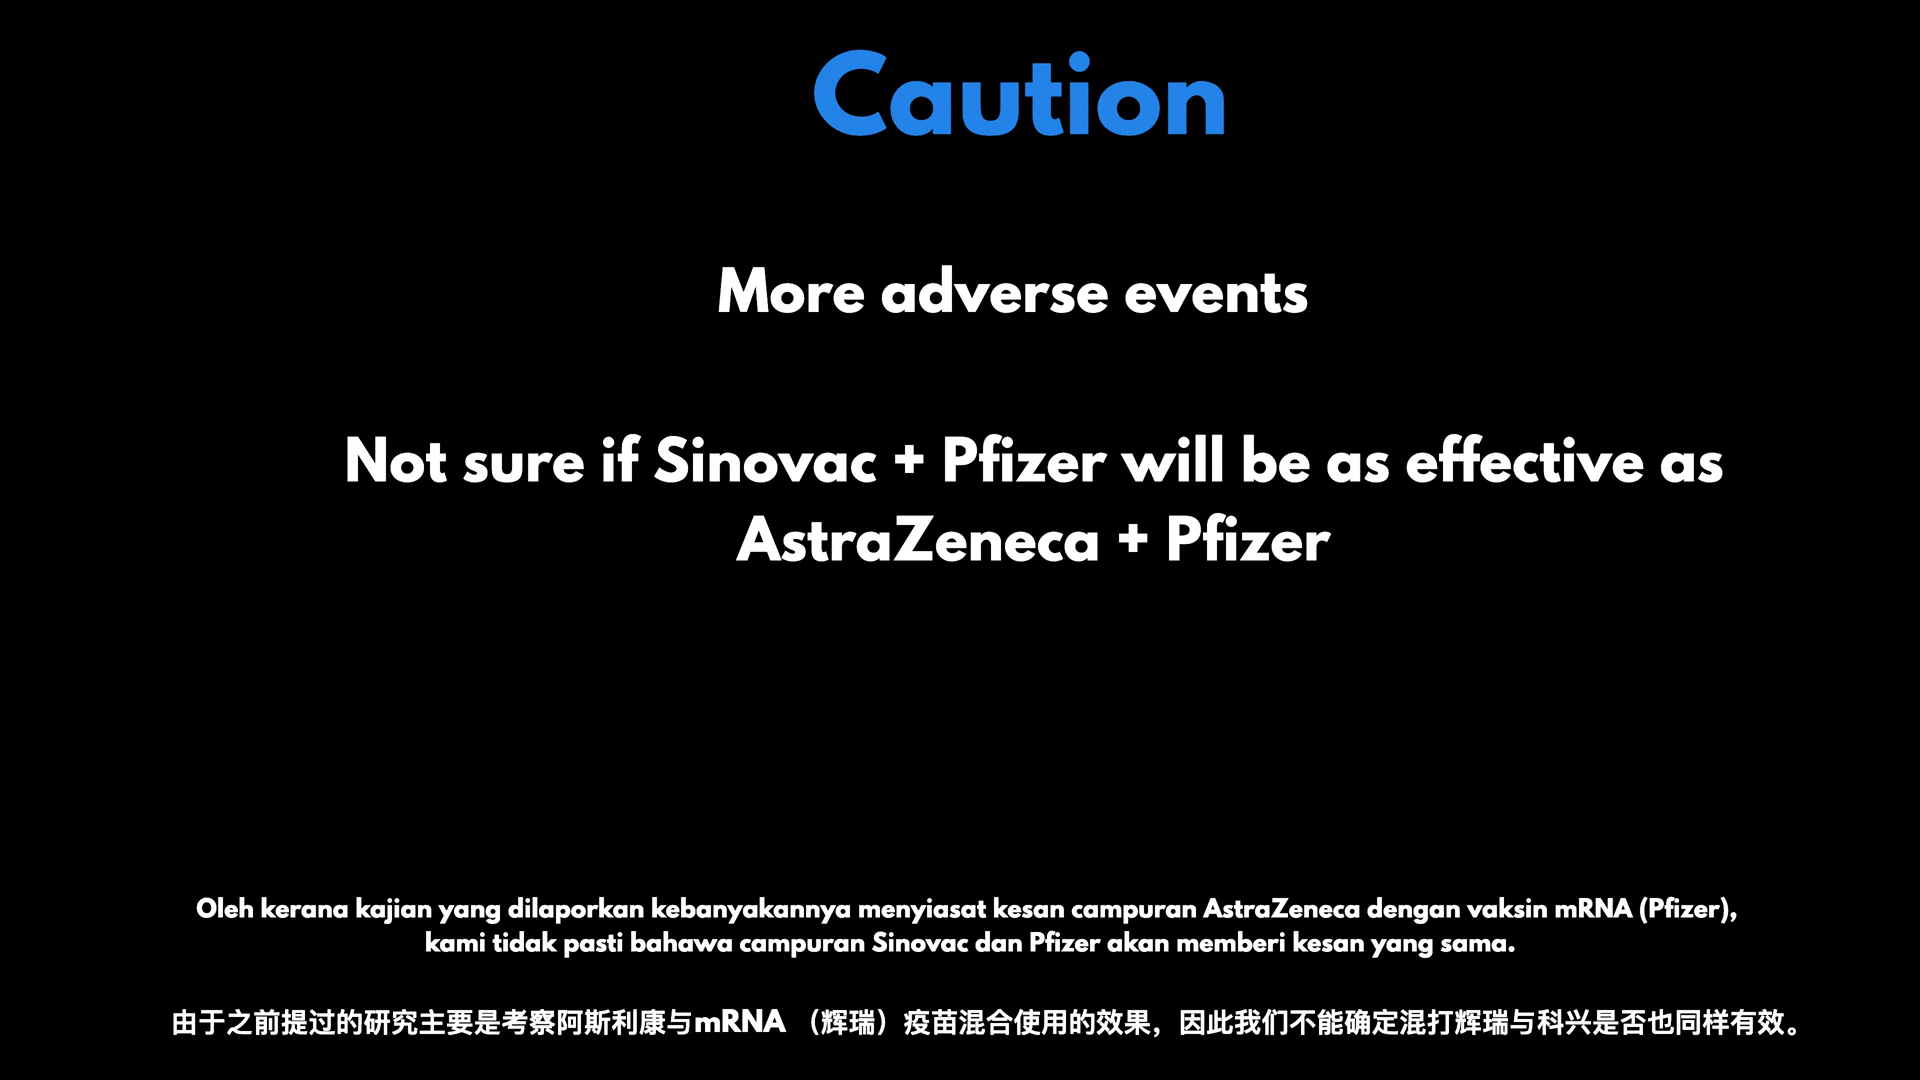 Caution
More adverse events
Not sure if Sinovac + Pfizer will be as effective as
AstraZeneca + Pfizer
Oleh kerana kajian yang dilaporkan kebanyakannya menyiasat kesan campuran AstraZeneca dengan vaksin mRNA (Pfizer),
kami tidak pasti bahawa campuran Sinovac dan Pfizer akan memberi kesan yang sama.
由于之前提过的研究主要是考察阿斯利康与mRNA （辉瑞）疫苗混合使用的效果，因此我们不能确定混打辉瑞与科兴是否也同样有效。